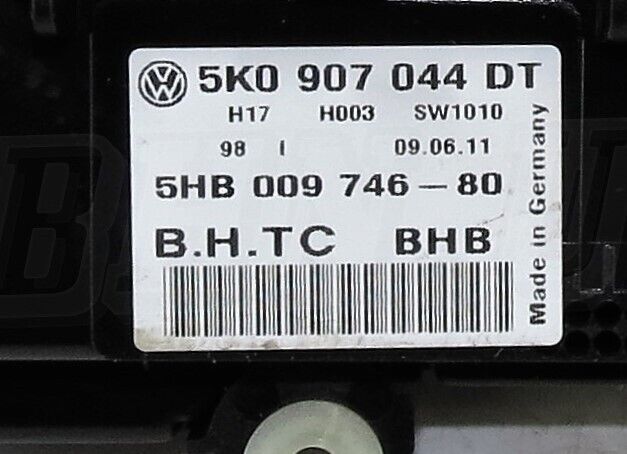 5K0 907 044 DT
H17 H003 SW1010
98 I 09.06.11
5HB 009 746-80
B.H.TC BHB
Made in Germany